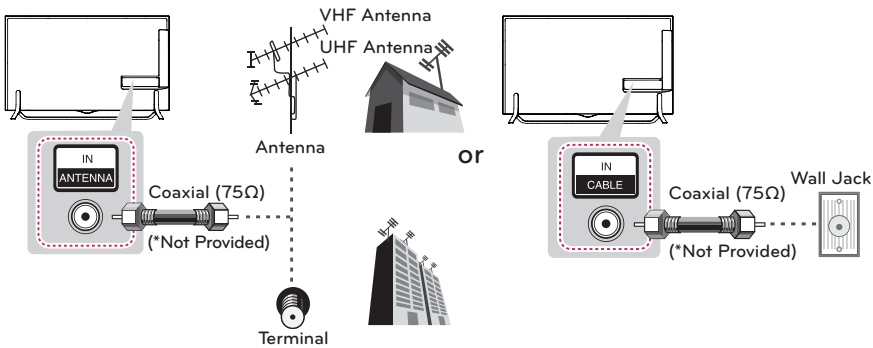 VHF Antenna
UHF Antenna
Antenna
IN
ANTENNA
Coaxial (75Ω)
(*Not Provided)
Terminal
or
IN
CABLE
Coaxial (75Ω)
(*Not Provided)
Wall Jack